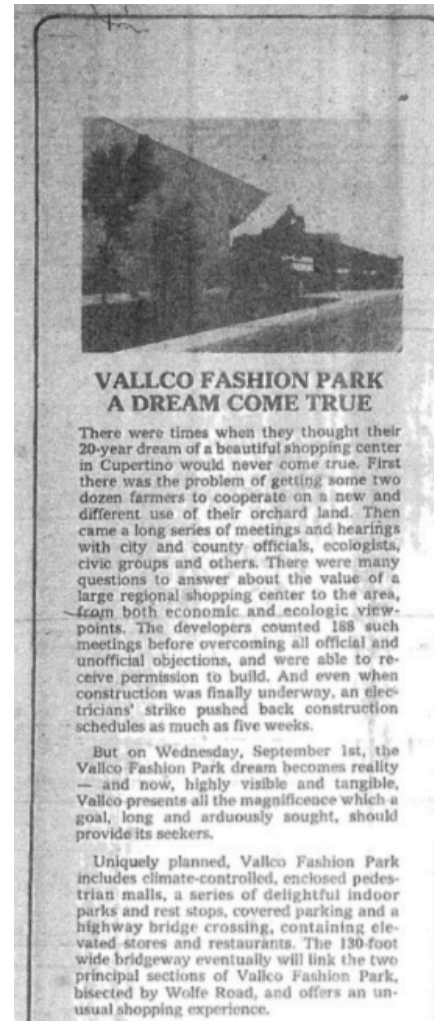 VALLCO FASHION PARK
A DREAM COME TRUE
There were times when they thought their
20-year dream of a beautiful shopping center
in Cupertino would never come true. First
there was the problem of getting some two
dozen farmers to cooperate on a new and
different use of their orchard land. Then
came a long series of meetings and hearings
with city and county officials, ecologists,
civic groups and others. There were many
questions to answer about the value of a
large regional shopping center to the area,
from both economic and ecologic view-
points. The developers counted 188 such
meetings before overcoming all official and
unofficial objections, and were able to re-
ceive permission to build. And even when
construction was finally underway, an elec-
tricians' strike pushed back construction
schedules as much as five weeks.
But on Wednesday, September 1st, the
Vallco Fashion Park dream becomes reality
— and now, highly visible and tangible,
Vallco presents all the magnificence which a
goal, long and arduously sought, should
provide its seekers.
Uniquely planned, Vallco Fashion Park
includes climate-controlled, enclosed pedes-
trian malls, a series of delightful indoor
parks and rest stops, covered parking and a
highway bridge crossing, containing ele-
vated stores and restaurants. The 130-foot
wide bridgeway eventually will link the two
principal sections of Vallco Fashion Park,
bisected by Wolfe Road, and offers an un-
usual shopping experience.